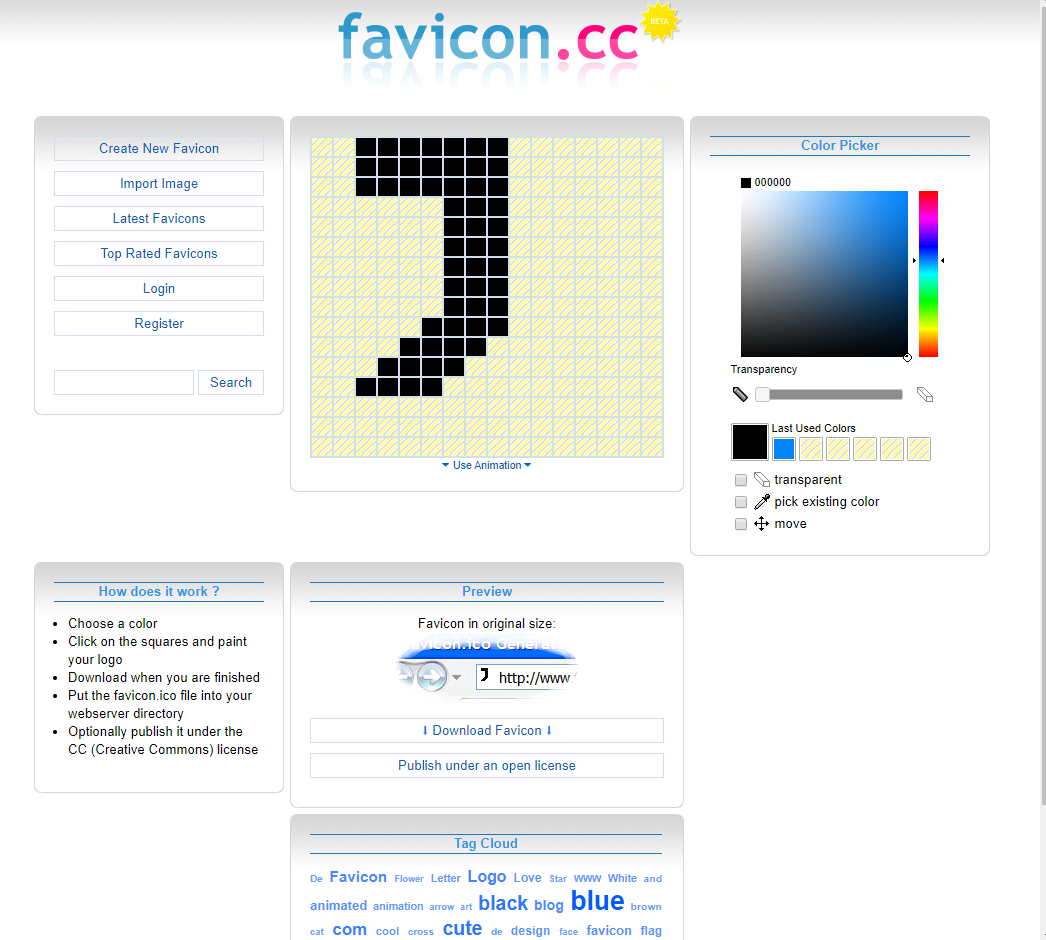 favicon.cc
BETA
Create New Favicon
Import Image
Latest Favicons
Top Rated Favicons
Login
Register
Search
Use Animation
Color Picker
000000
Transparency
Last Used Colors
transparent
pick existing color
move
How does it work ?
Choose a color
Click on the squares and paint
your logo
Download when you are finished
Put the favicon.ico file into your
webserver directory
Optionally publish it under the
CC (Creative Commons) license
Preview
Favicon in original size:
http://www
⬇ Download Favicon ⬇
Publish under an open license
Tag Cloud
De Favicon Flower Letter Logo Love Star www White and
animated animation arrow art black blog blue brown
cat com cool cross cute de design face favicon flag